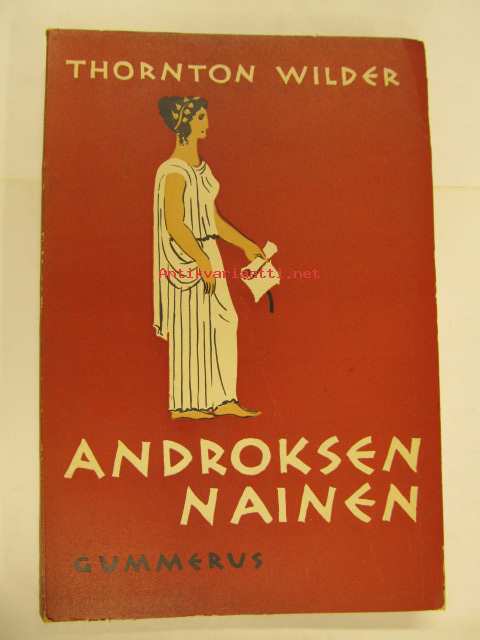 THORNTON WILDER
Antikvariaatti.net
ANDROKSEN
NAINEN
GUMMERUS